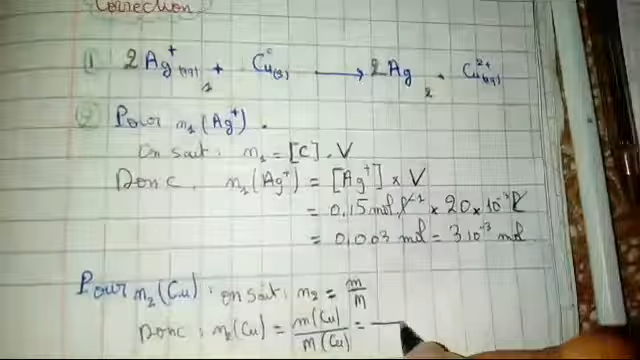 Correction
1) 2Ag⁺(aq) + Cu(s) → 2Ag + Cu²⁺(aq)
2) Pour n₁(Ag⁺).
On sait: n₁ = [C] . V
Donc. n₁(Ag⁺) = [Ag⁺] × V
= 0,15 mol.l⁻¹ × 20 × 10⁻³ l
= 0,003 mol = 3 10⁻³ mol
Pour n₂(Cu): on sait: n₂ = m/M
Donc: n₂(Cu) = m(Cu)/M(Cu) =